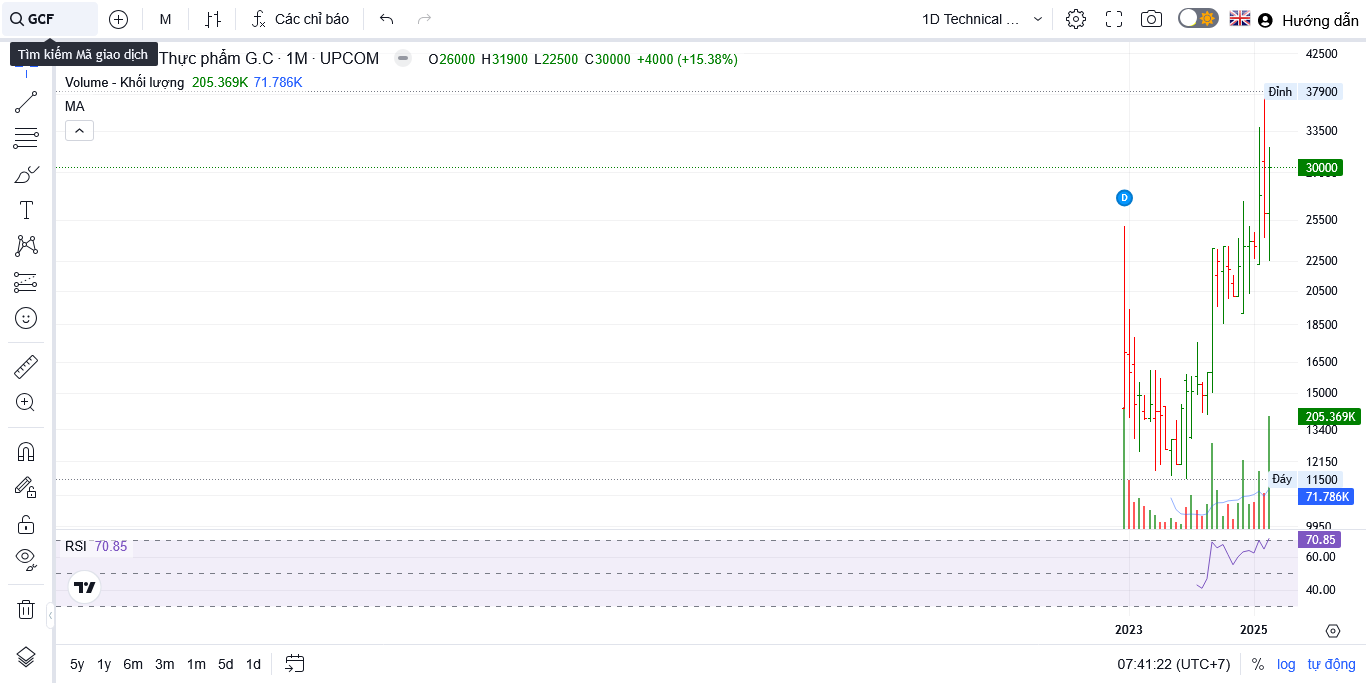 GCF
M
Các chỉ báo
1D Technical ...
Hướng dẫn
Tìm kiếm Mã giao dịch
Thực phẩm G.C · 1M · UPCOM
O26000 H31900 L22500 C30000 +4000 (+15.38%)
Volume - Khối lượng 205.369K 71.786K
MA
42500
Đỉnh 37900
33500
30000
D
25500
22500
20500
18500
16500
15000
205.369K
13400
12150
Đáy 11500
71.786K
9950
RSI 70.85
70.85
60.00
40.00
2023
2025
5y 1y 6m 3m 1m 5d 1d
07:41:22 (UTC+7)
% log tự động